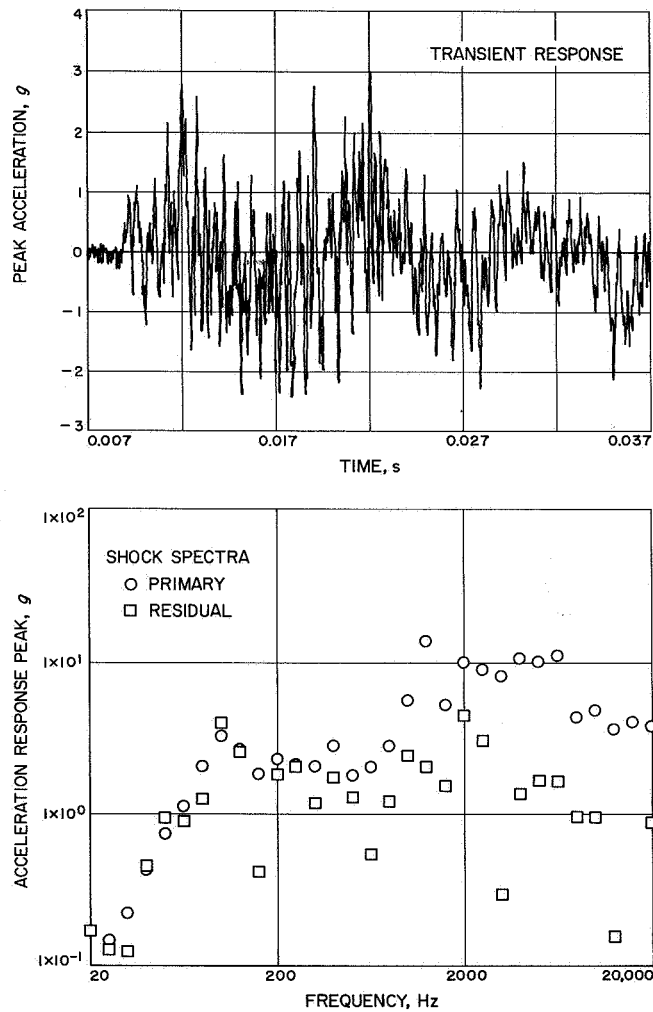 4
3
2
1
0
-1
-2
-3
PEAK ACCELERATION, g
TRANSIENT RESPONSE
0.007 0.017 0.027 0.037
TIME, s
1×10²
1×10¹
1×10⁰
1×10⁻¹
ACCELERATION RESPONSE PEAK, g
SHOCK SPECTRA
PRIMARY
RESIDUAL
20 200 2000 20,000
FREQUENCY, Hz